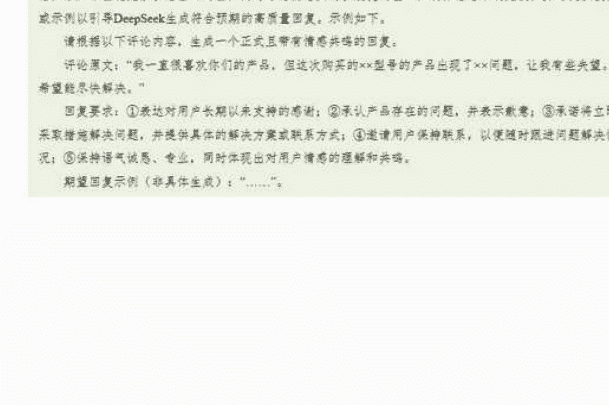 或示例以引导DeepSeek生成符合预期的高质量回复。示例如下。
请根据以下评论内容，生成一个正式且带有情感共鸣的回复。
评论原文：“我一直很喜欢你们的产品，但这次购买的××型号的产品出现了××问题，让我有些失望。
希望能尽快解决。”
回复要求：①表达对用户长期以来支持的感谢；②承认产品存在的问题，并表示歉意；③承诺将立即
采取措施解决问题，并提供具体的解决方案或联系方式；④邀请用户保持联系，以便随时跟进问题解决
况；⑤保持语气诚恳、专业，同时体现出对用户情感的理解和共鸣。
期望回复示例（非具体生成）：“……”。